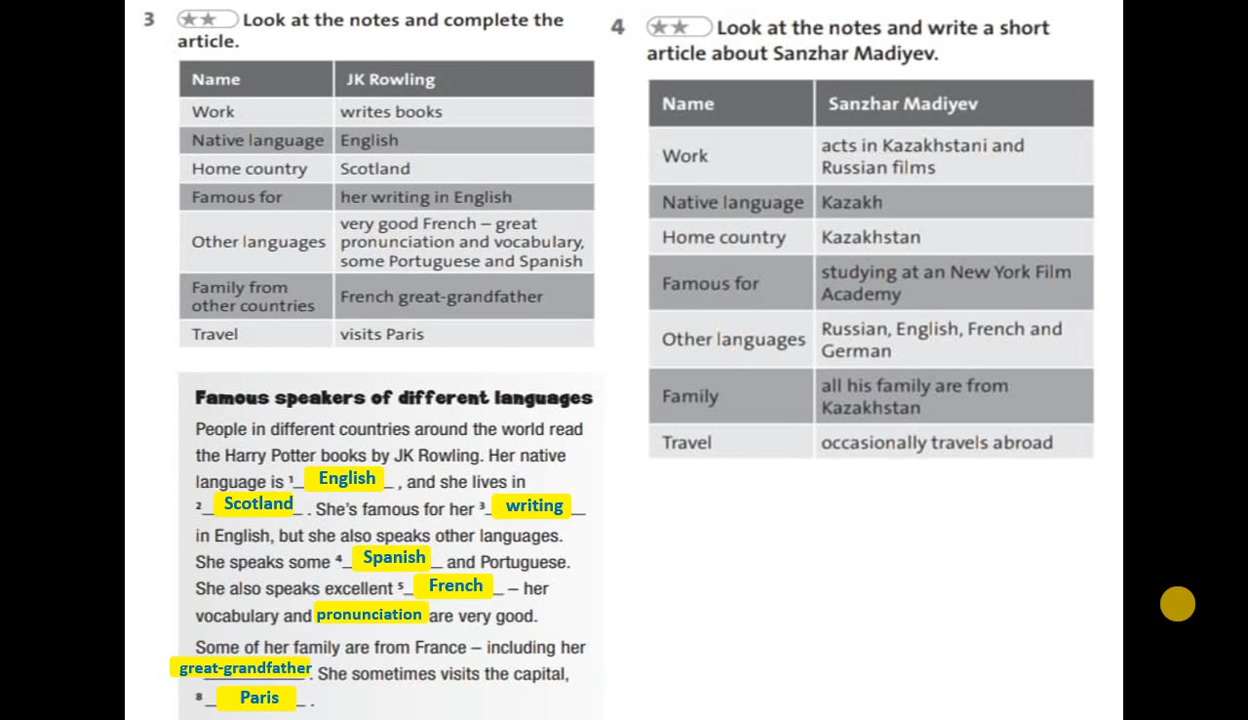 3 ★★ Look at the notes and complete the
article.
Name JK Rowling
Work writes books
Native language English
Home country Scotland
Famous for her writing in English
Other languages very good French – great
pronunciation and vocabulary,
some Portuguese and Spanish
Family from
other countries French great-grandfather
Travel visits Paris
Famous speakers of different languages
People in different countries around the world read
the Harry Potter books by JK Rowling. Her native
language is ¹_ English _ , and she lives in
²_ Scotland _ . She's famous for her ³_ writing _
in English, but she also speaks other languages.
She speaks some ⁴_ Spanish _ and Portuguese.
She also speaks excellent ⁵_ French _ – her
vocabulary and pronunciation are very good.
Some of her family are from France – including her
great-grandfather . She sometimes visits the capital,
⁸_ Paris _ .
4 ★★ Look at the notes and write a short
article about Sanzhar Madiyev.
Name Sanzhar Madiyev
Work acts in Kazakhstani and
Russian films
Native language Kazakh
Home country Kazakhstan
Famous for studying at an New York Film
Academy
Other languages Russian, English, French and
German
Family all his family are from
Kazakhstan
Travel occasionally travels abroad